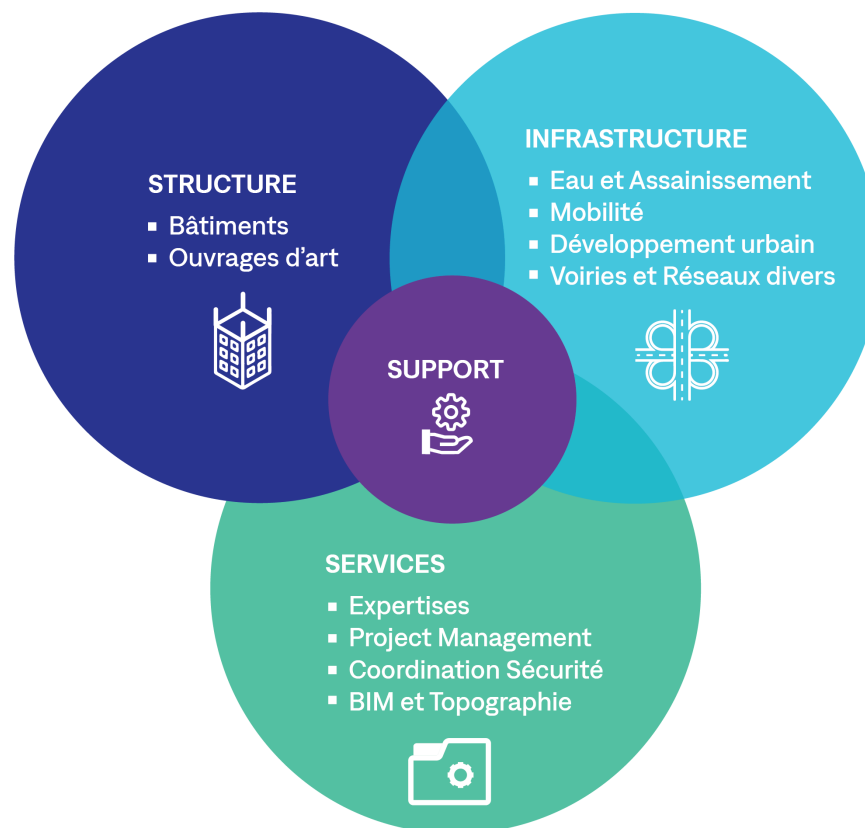 STRUCTURE
▪ Bâtiments
▪ Ouvrages d’art
INFRASTRUCTURE
▪ Eau et Assainissement
▪ Mobilité
▪ Développement urbain
▪ Voiries et Réseaux divers
SUPPORT
SERVICES
▪ Expertises
▪ Project Management
▪ Coordination Sécurité
▪ BIM et Topographie